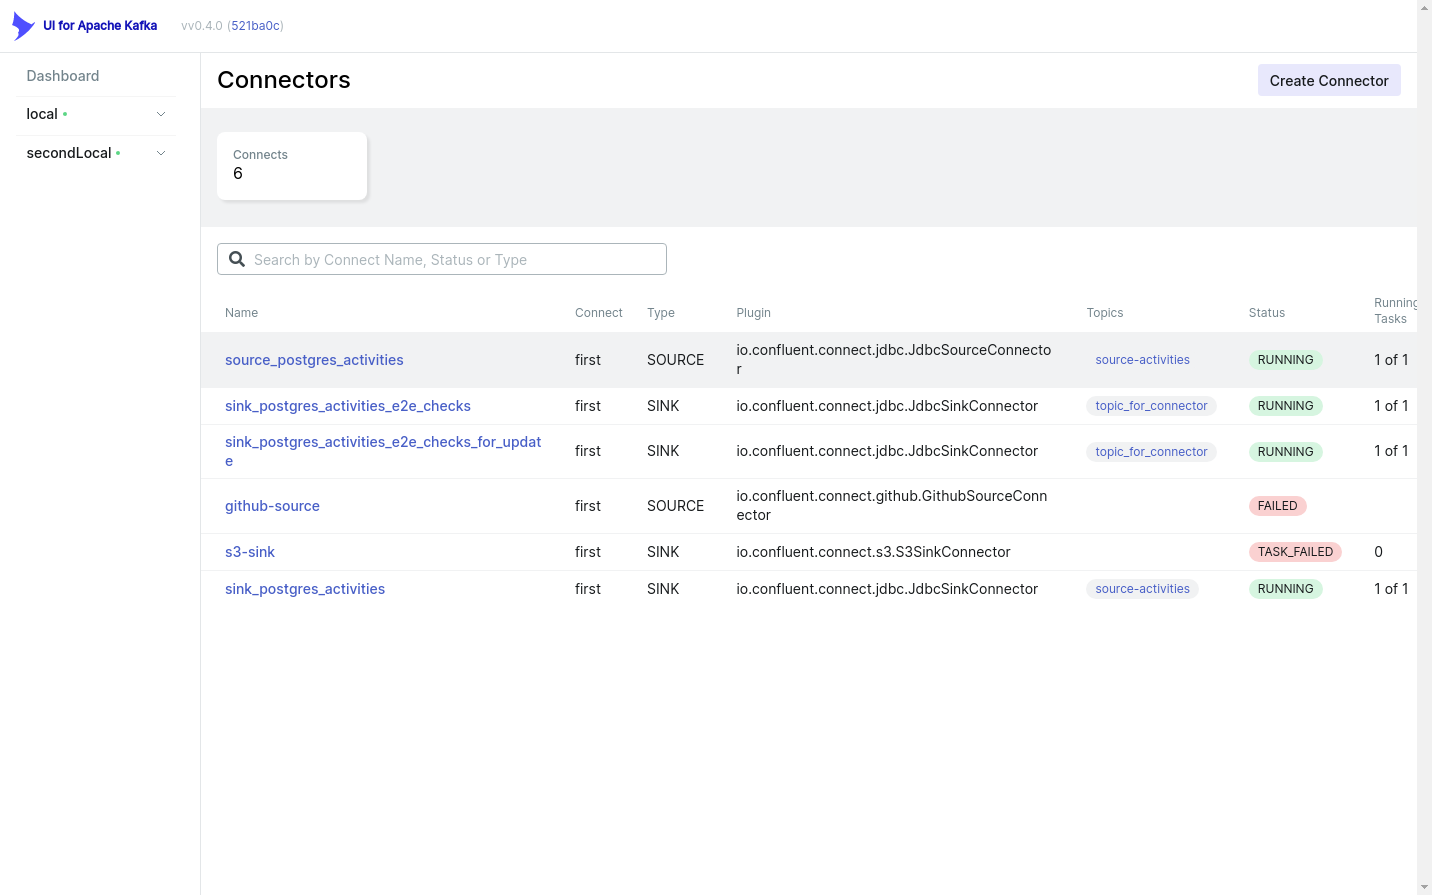 UI for Apache Kafka
vv0.4.0 (521ba0c)
Dashboard
local
secondLocal
Connectors
Create Connector
Connects
6
Search by Connect Name, Status or Type
Name Connect Type Plugin Topics Status Running
Tasks
source_postgres_activities first SOURCE io.confluent.connect.jdbc.JdbcSourceConnecto
r source-activities RUNNING 1 of 1
sink_postgres_activities_e2e_checks first SINK io.confluent.connect.jdbc.JdbcSinkConnector topic_for_connector RUNNING 1 of 1
sink_postgres_activities_e2e_checks_for_updat
e first SINK io.confluent.connect.jdbc.JdbcSinkConnector topic_for_connector RUNNING 1 of 1
github-source first SOURCE io.confluent.connect.github.GithubSourceConn
ector FAILED
s3-sink first SINK io.confluent.connect.s3.S3SinkConnector TASK_FAILED 0
sink_postgres_activities first SINK io.confluent.connect.jdbc.JdbcSinkConnector source-activities RUNNING 1 of 1